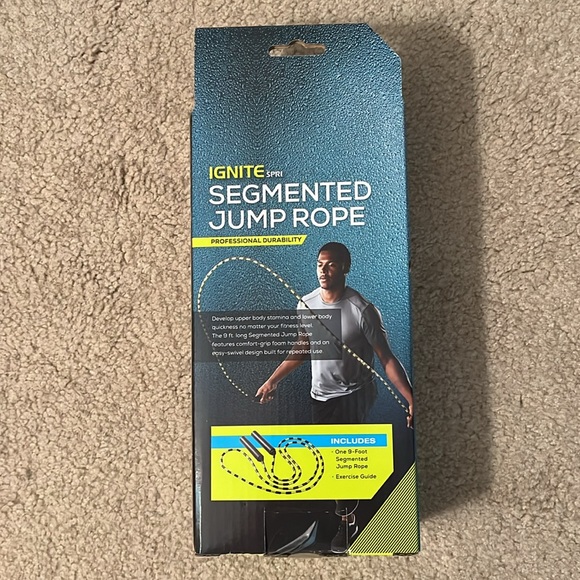 IGNITE SPRI
SEGMENTED
JUMP ROPE
PROFESSIONAL DURABILITY
Develop upper body stamina and lower body
quickness no matter your fitness level.
The 9 ft. long Segmented Jump Rope
features comfort-grip foam handles and an
easy-swivel design built for repeated use.
INCLUDES
• One 9-Foot
Segmented
Jump Rope
• Exercise Guide